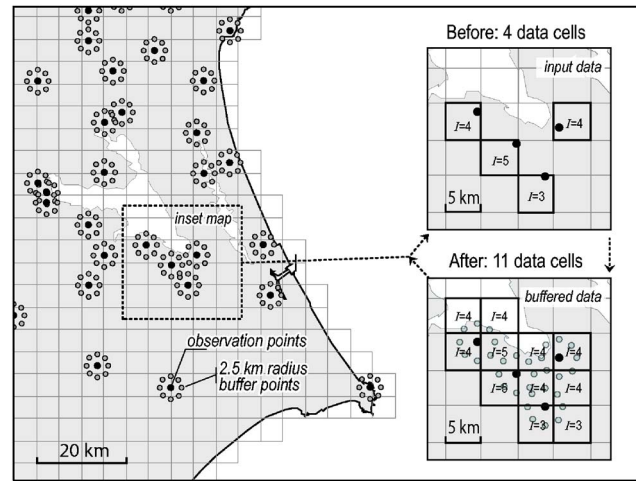 inset map
observation points
2.5 km radius
buffer points
20 km
Before: 4 data cells
input data
I=4
I=4
I=5
I=3
5 km
After: 11 data cells
buffered data
I=4
I=4
I=4
I=5
I=4
I=4
I=5
I=4
I=4
I=3
I=3
5 km